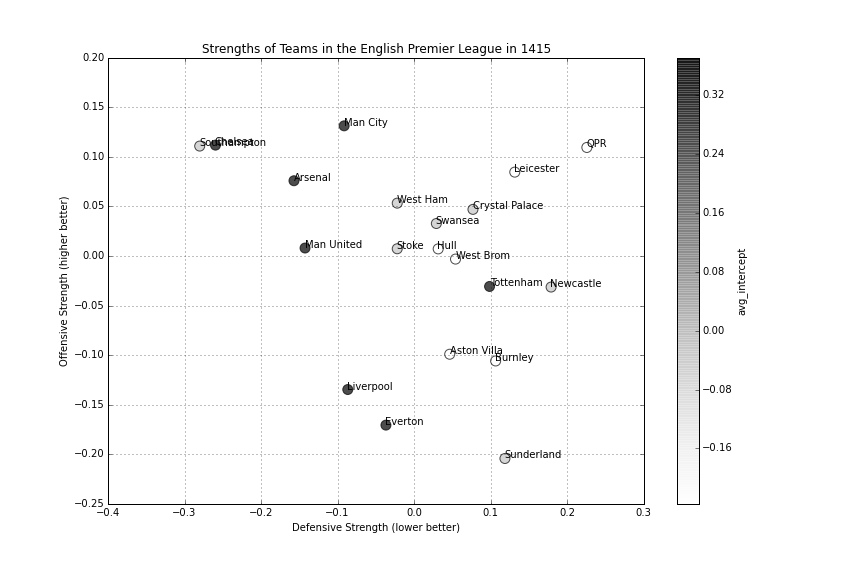 Strengths of Teams in the English Premier League in 1415
0.20
0.15
0.10
0.05
0.00
−0.05
−0.10
−0.15
−0.20
−0.25
Offensive Strength (higher better)
Man City
Southampton
Chelsea
QPR
Leicester
Arsenal
West Ham
Crystal Palace
Swansea
Man United
Stoke
Hull
West Brom
Tottenham
Newcastle
Aston Villa
Burnley
Liverpool
Everton
Sunderland
−0.4
−0.3
−0.2
−0.1
0.0
0.1
0.2
0.3
Defensive Strength (lower better)
0.32
0.24
0.16
0.08
0.00
−0.08
−0.16
avg_intercept